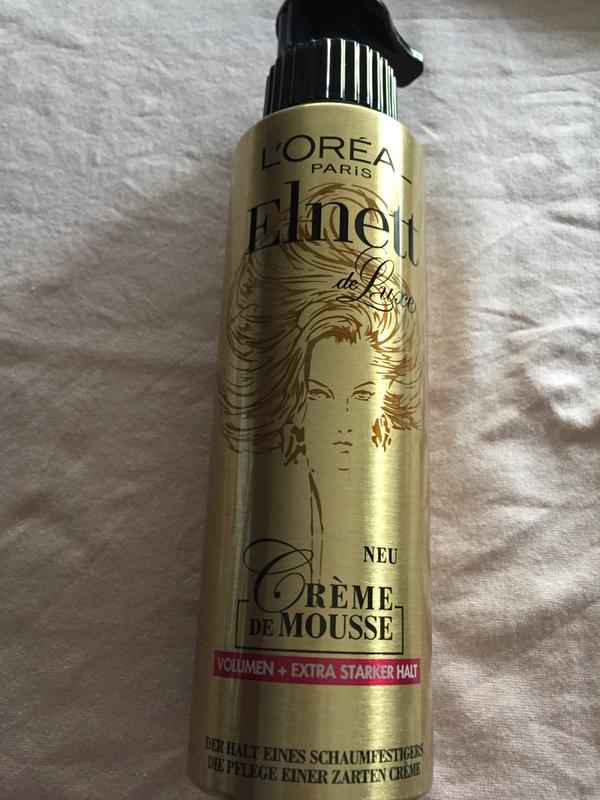 L'ORÉAL
PARIS
Elnett
de Luxe
NEU
CRÈME
DE MOUSSE
VOLUMEN + EXTRA STARKER HALT
DER HALT EINES SCHAUMFESTIGERS
DIE PFLEGE EINER ZARTEN CRÈME